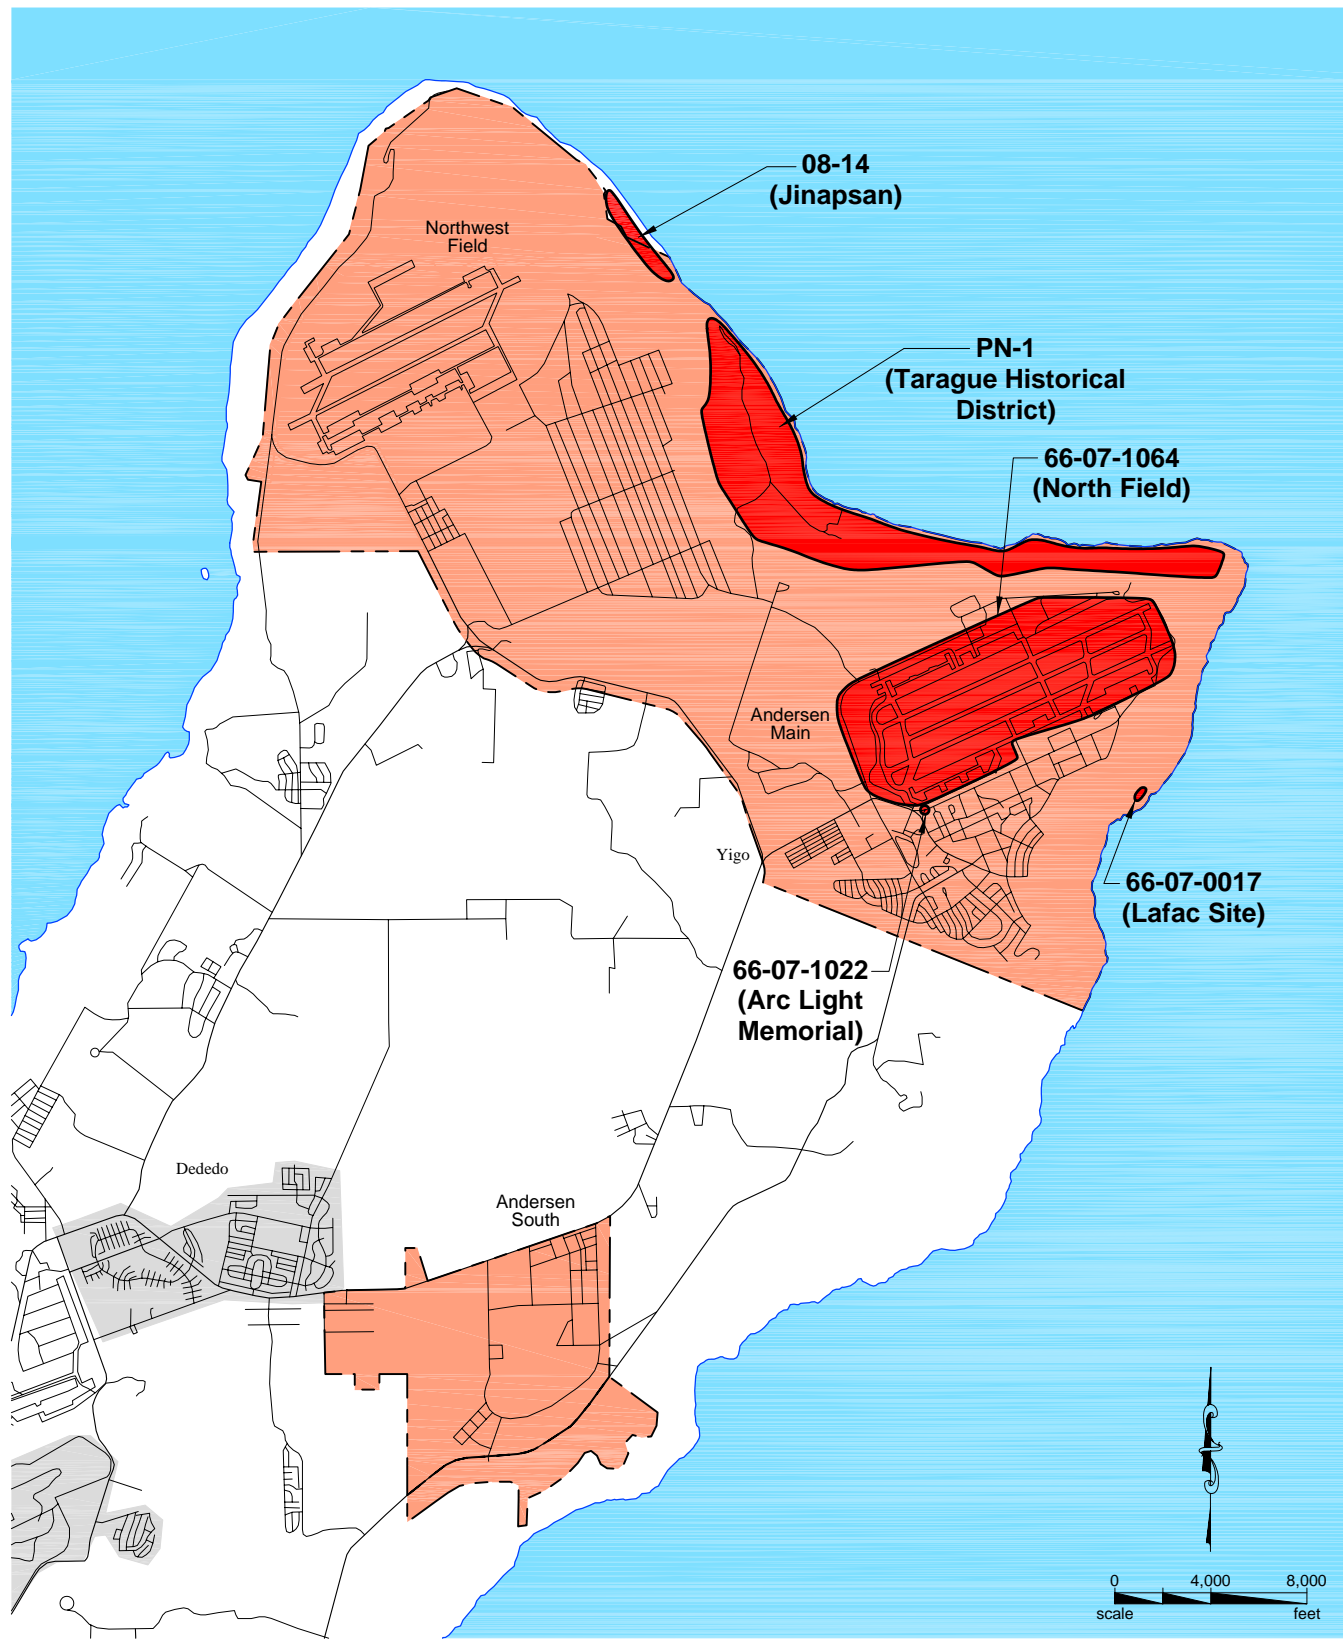 08-14
(Jinapsan)
Northwest
Field
PN-1
(Tarague Historical
District)
66-07-1064
(North Field)
Andersen
Main
Yigo
66-07-0017
(Lafac Site)
66-07-1022
(Arc Light
Memorial)
Dededo
Andersen
South
0 4,000 8,000
scale feet